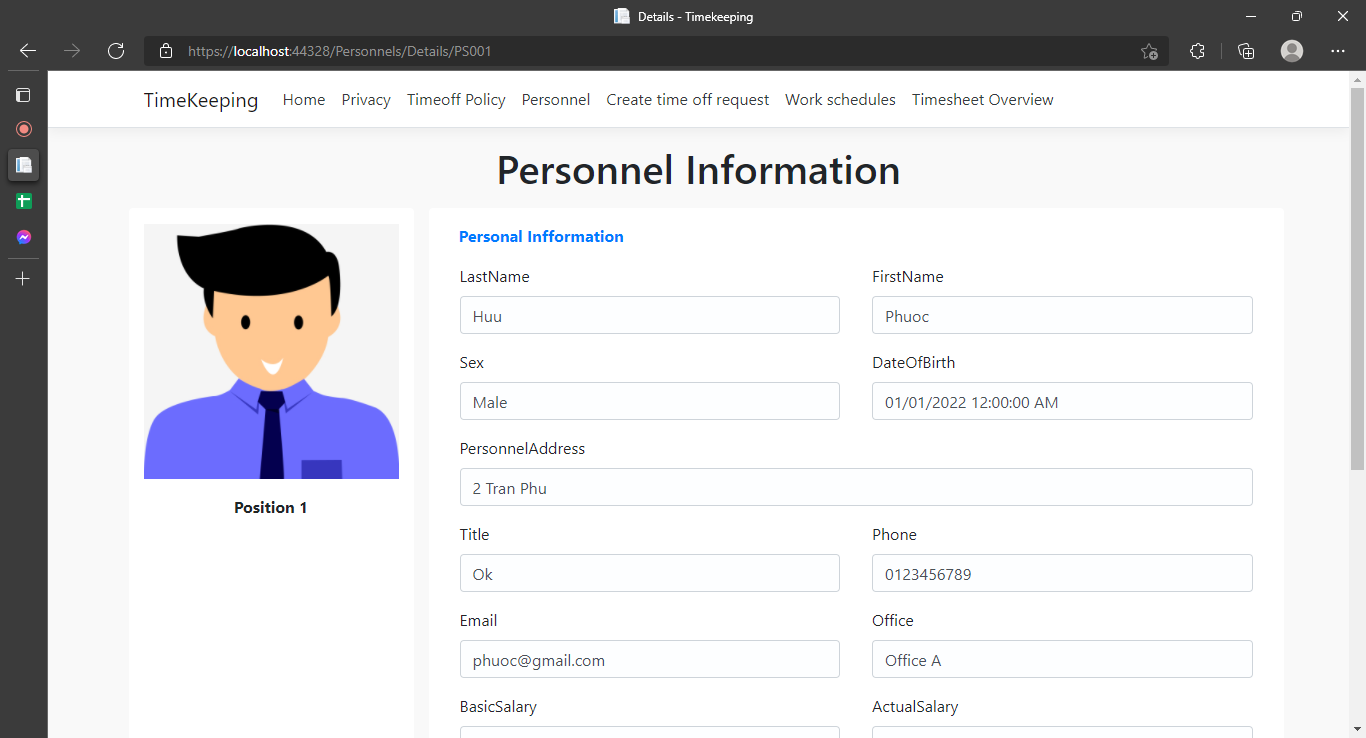 Details - Timekeeping
https://localhost:44328/Personnels/Details/PS001
TimeKeeping Home Privacy Timeoff Policy Personnel Create time off request Work schedules Timesheet Overview
Personnel Information
Position 1
Personal Infformation
LastName FirstName
Huu Phuoc
Sex DateOfBirth
Male 01/01/2022 12:00:00 AM
PersonnelAddress
2 Tran Phu
Title Phone
Ok 0123456789
Email Office
phuoc@gmail.com Office A
BasicSalary ActualSalary